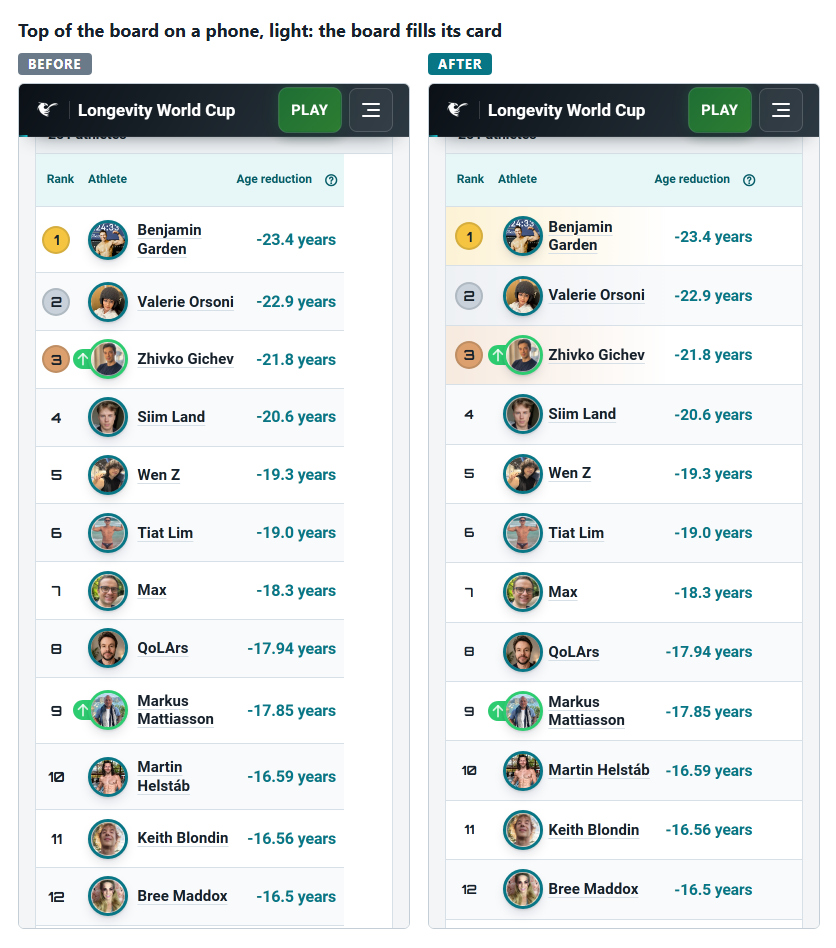 Top of the board on a phone, light: the board fills its card
BEFORE
Longevity World Cup
PLAY
Rank Athlete Age reduction ?
1 Benjamin Garden -23.4 years
2 Valerie Orsoni -22.9 years
3 Zhivko Gichev -21.8 years
4 Siim Land -20.6 years
5 Wen Z -19.3 years
6 Tiat Lim -19.0 years
7 Max -18.3 years
8 QoLArs -17.94 years
9 Markus Mattiasson -17.85 years
10 Martin Helstáb -16.59 years
11 Keith Blondin -16.56 years
12 Bree Maddox -16.5 years
AFTER
Longevity World Cup
PLAY
Rank Athlete Age reduction ?
1 Benjamin Garden -23.4 years
2 Valerie Orsoni -22.9 years
3 Zhivko Gichev -21.8 years
4 Siim Land -20.6 years
5 Wen Z -19.3 years
6 Tiat Lim -19.0 years
7 Max -18.3 years
8 QoLArs -17.94 years
9 Markus Mattiasson -17.85 years
10 Martin Helstáb -16.59 years
11 Keith Blondin -16.56 years
12 Bree Maddox -16.5 years